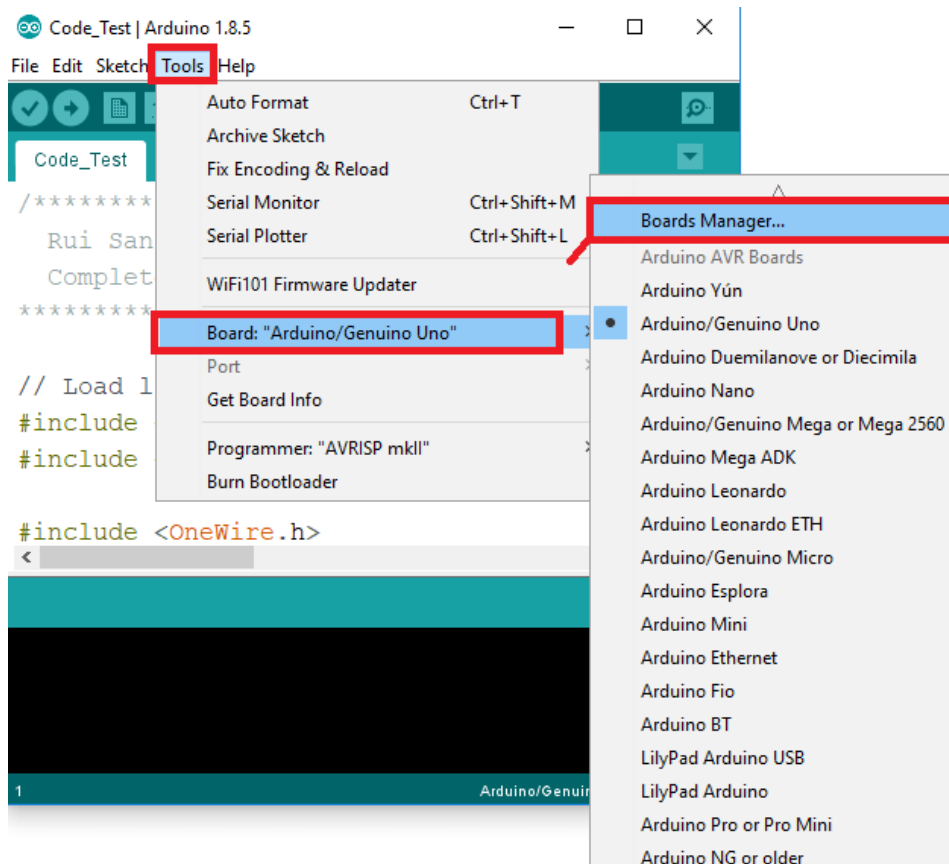 Code_Test | Arduino 1.8.5
File Edit Sketch Tools Help
Code_Test
/*********
Rui San
Complet
*********
// Load l
#include
#include
#include <OneWire.h>
Auto Format Ctrl+T
Archive Sketch
Fix Encoding & Reload
Serial Monitor Ctrl+Shift+M
Serial Plotter Ctrl+Shift+L
WiFi101 Firmware Updater
Board: "Arduino/Genuino Uno"
Port
Get Board Info
Programmer: "AVRISP mkII"
Burn Bootloader
Boards Manager...
Arduino AVR Boards
Arduino Yún
Arduino/Genuino Uno
Arduino Duemilanove or Diecimila
Arduino Nano
Arduino/Genuino Mega or Mega 2560
Arduino Mega ADK
Arduino Leonardo
Arduino Leonardo ETH
Arduino/Genuino Micro
Arduino Esplora
Arduino Mini
Arduino Ethernet
Arduino Fio
Arduino BT
LilyPad Arduino USB
LilyPad Arduino
Arduino Pro or Pro Mini
Arduino NG or older
1 Arduino/Genuin